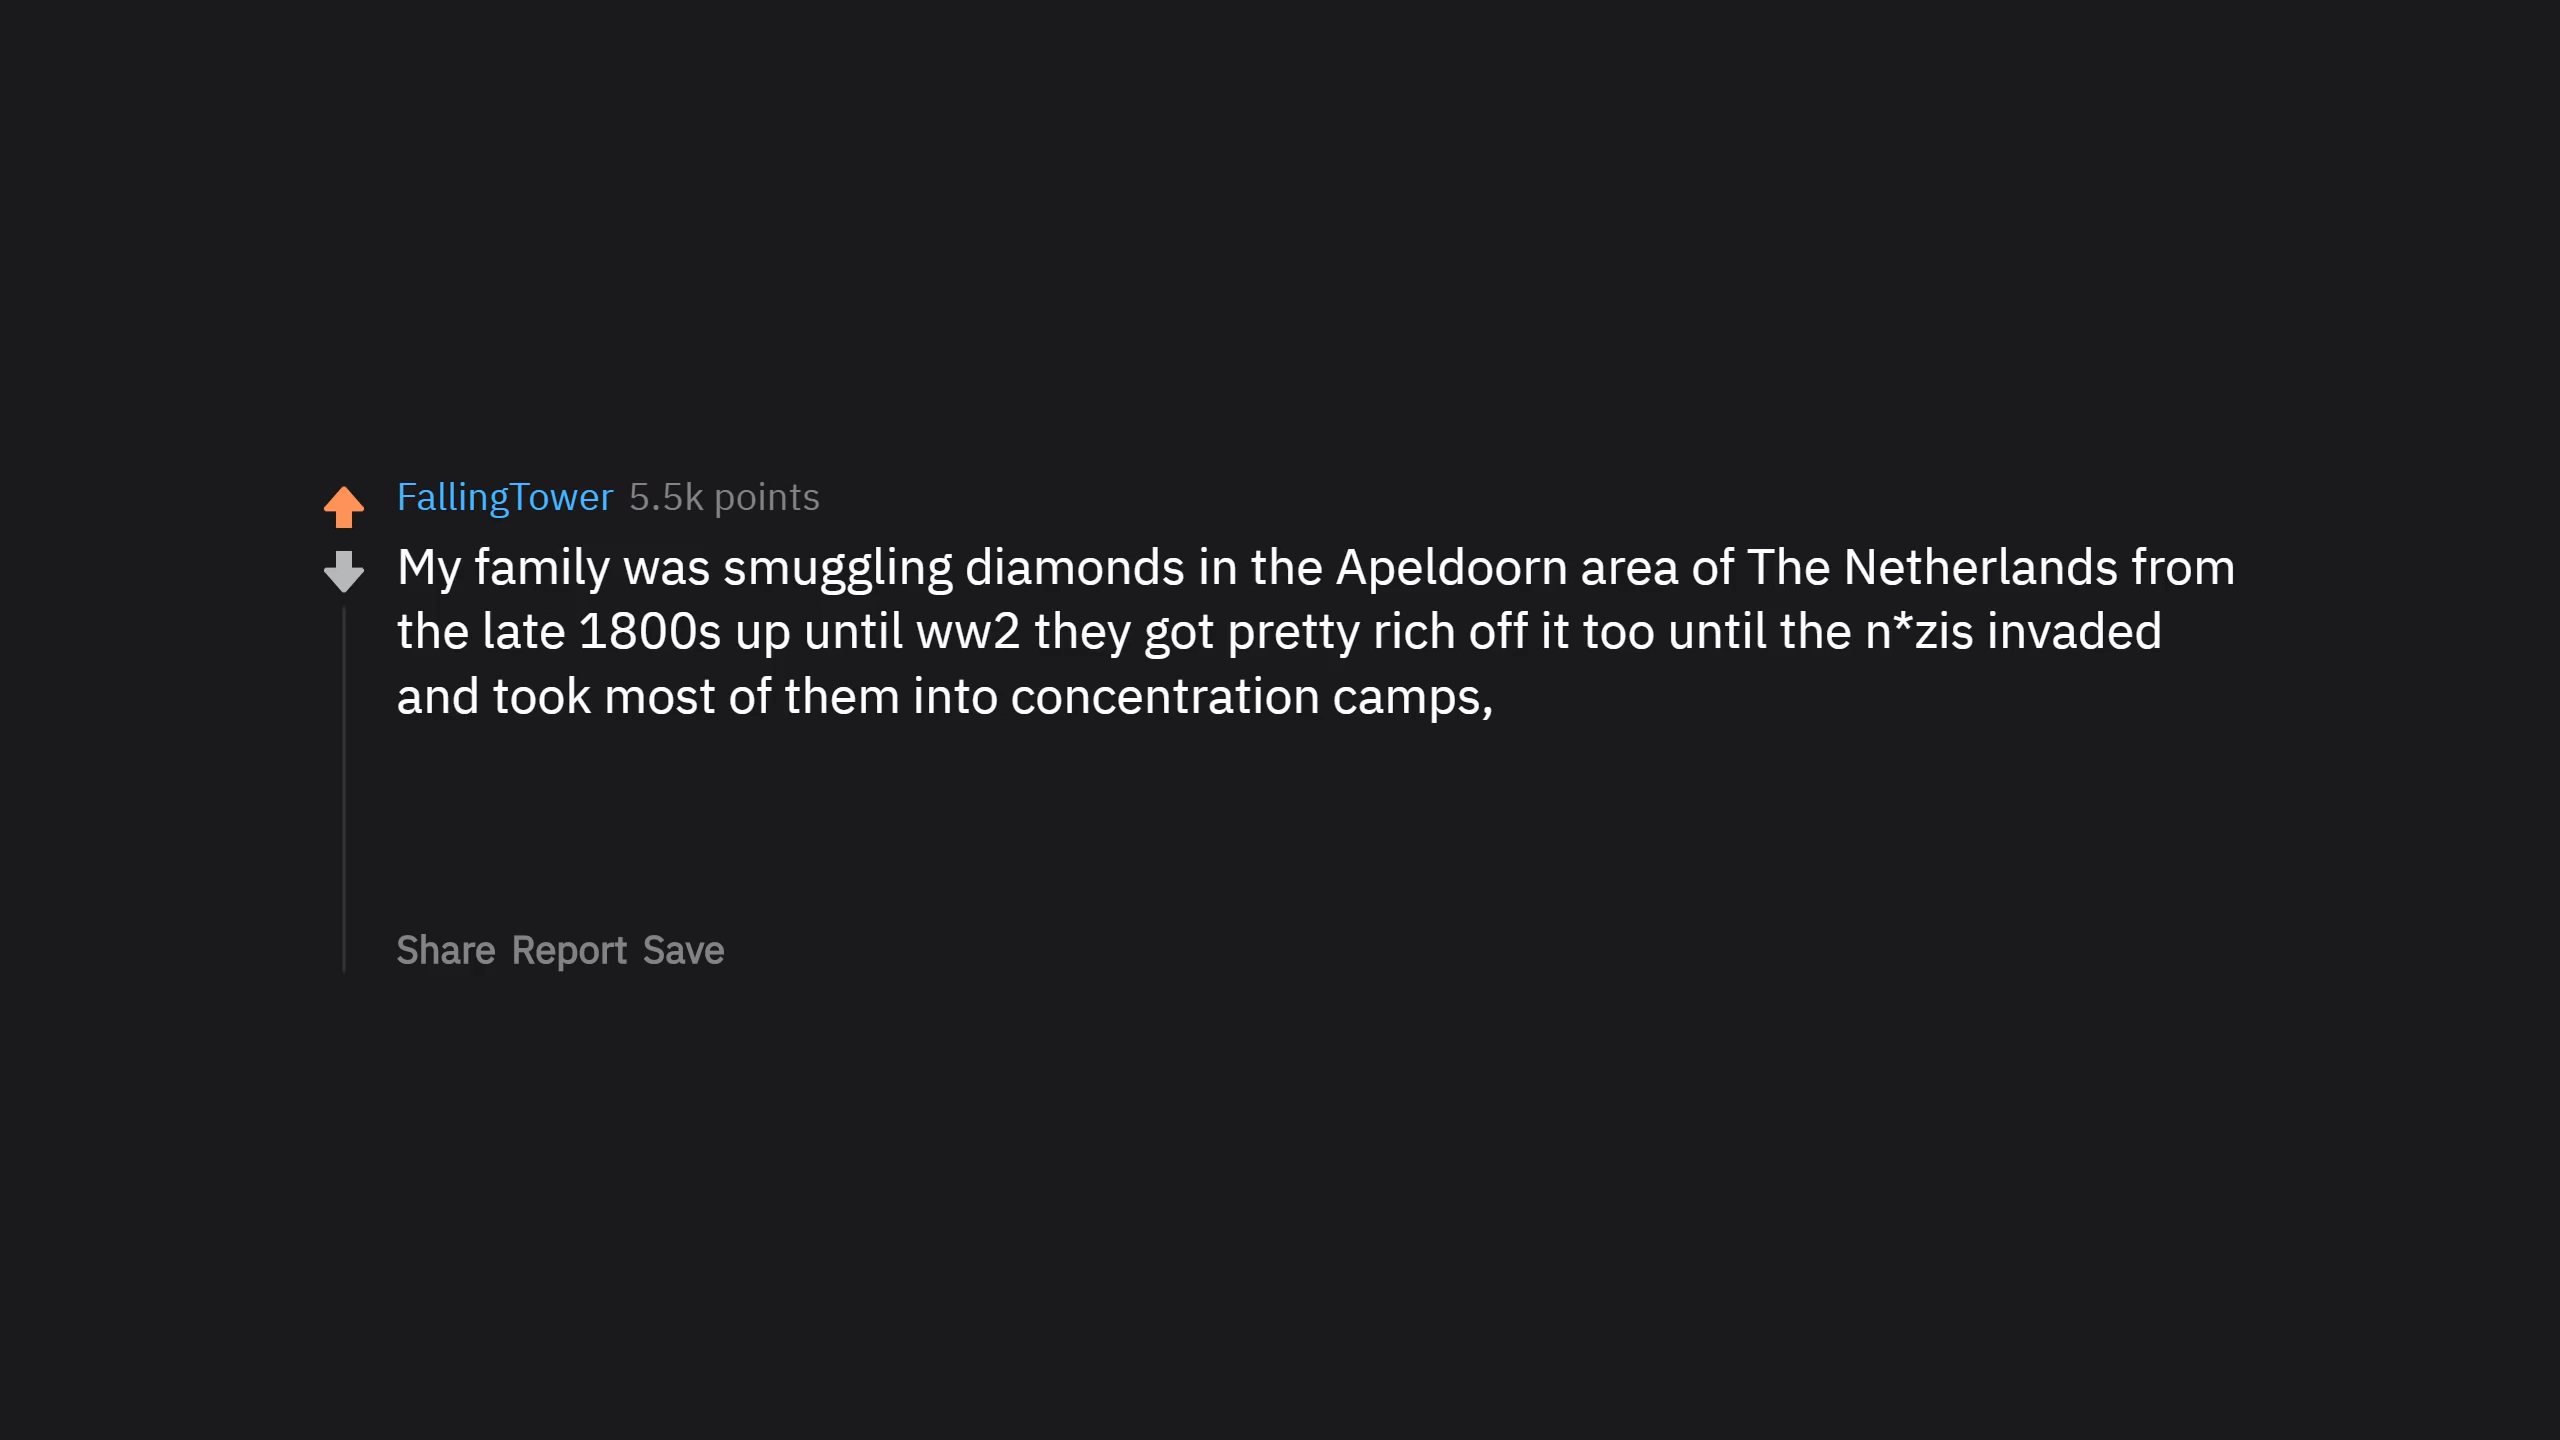 FallingTower 5.5k points
My family was smuggling diamonds in the Apeldoorn area of The Netherlands from
the late 1800s up until ww2 they got pretty rich off it too until the n*zis invaded
and took most of them into concentration camps,
Share Report Save